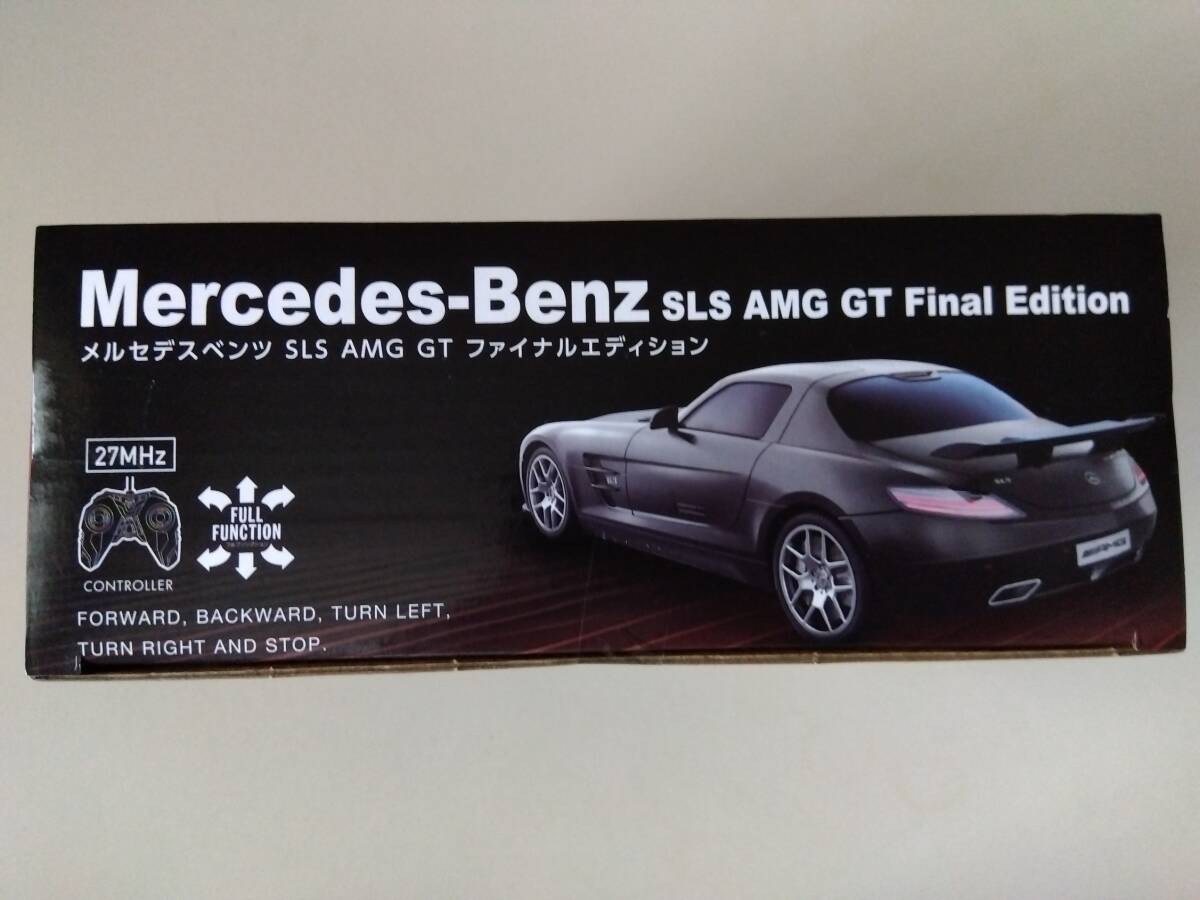 Mercedes-Benz SLS AMG GT Final Edition
メルセデスベンツ SLS AMG GT ファイナルエディション
27MHz
CONTROLLER
FULL
FUNCTION
FORWARD, BACKWARD, TURN LEFT,
TURN RIGHT AND STOP.
AMG